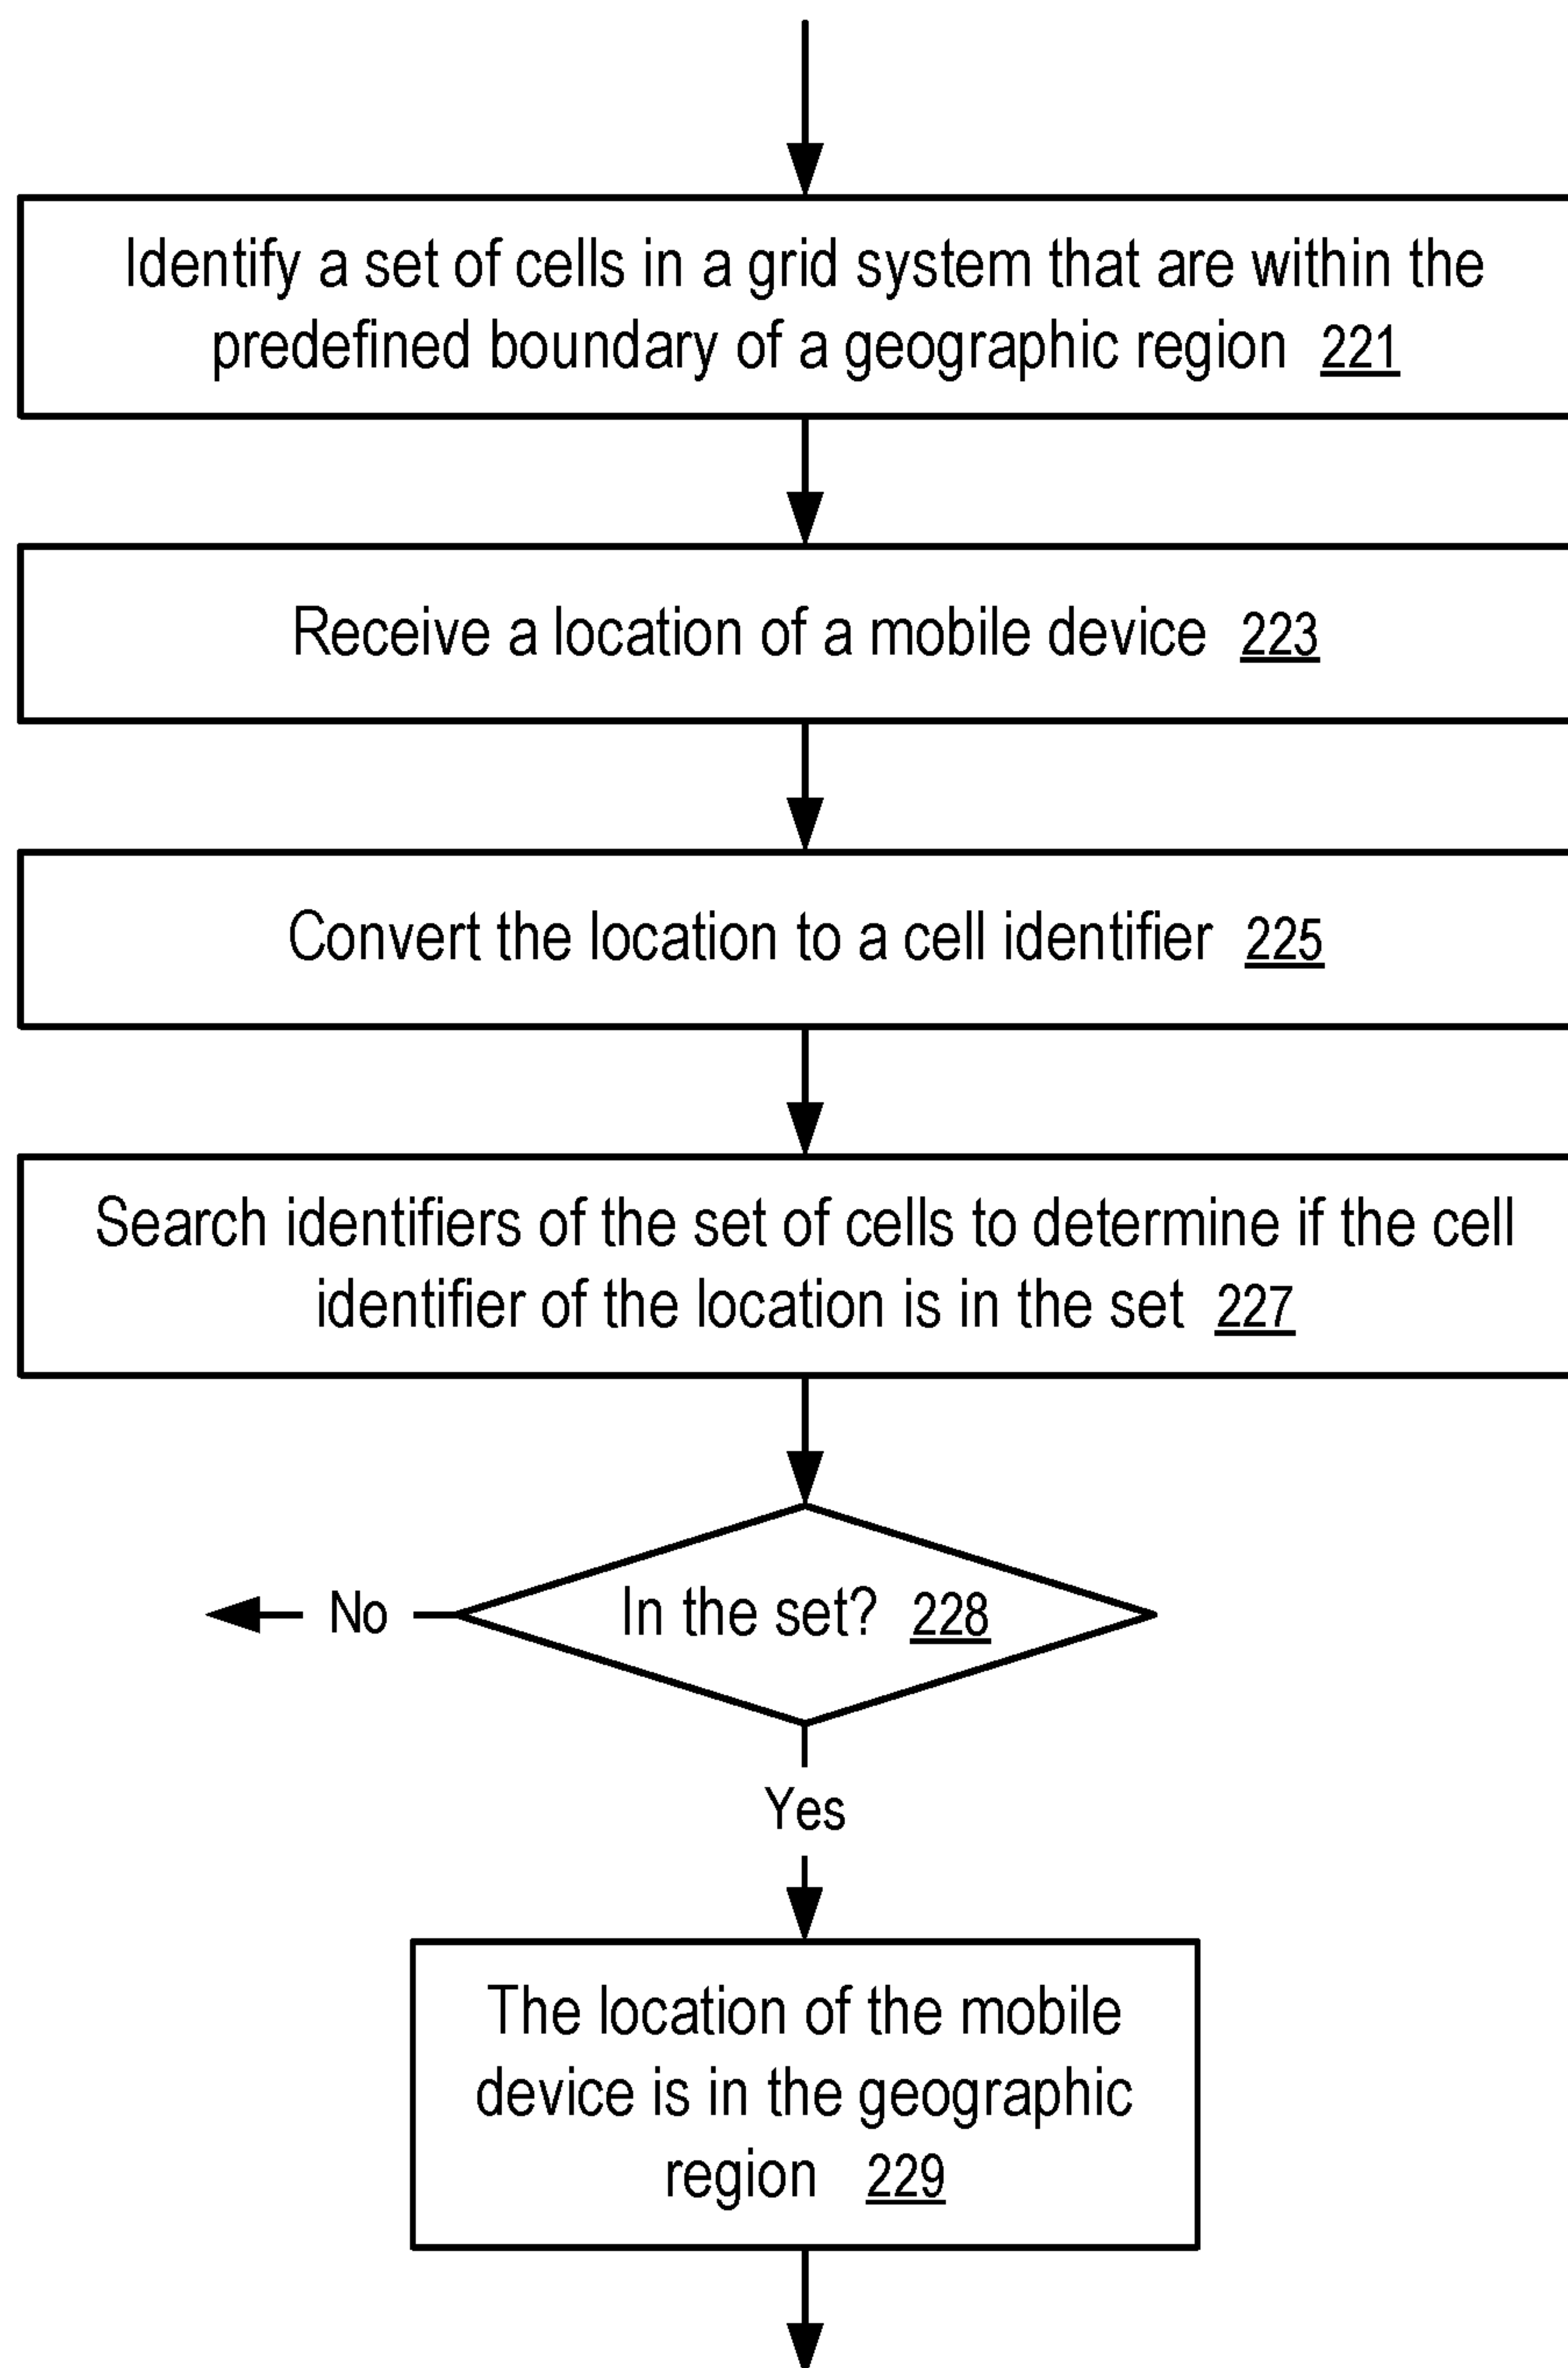 Identify a set of cells in a grid system that are within the
predefined boundary of a geographic region 221
Receive a location of a mobile device 223
Convert the location to a cell identifier 225
Search identifiers of the set of cells to determine if the cell
identifier of the location is in the set 227
In the set? 228
No
Yes
The location of the mobile
device is in the geographic
region 229